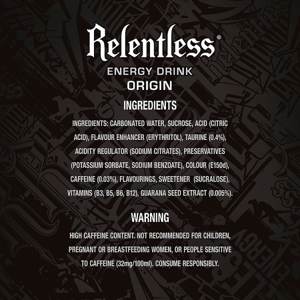 Relentless®
ENERGY DRINK
ORIGIN
INGREDIENTS
INGREDIENTS: CARBONATED WATER, SUCROSE, ACID (CITRIC
ACID), FLAVOUR ENHANCER (ERYTHRITOL), TAURINE (0.4%),
ACIDITY REGULATOR (SODIUM CITRATES), PRESERVATIVES
(POTASSIUM SORBATE, SODIUM BENZOATE), COLOUR (E150d),
CAFFEINE (0.03%), FLAVOURINGS, SWEETENER (SUCRALOSE),
VITAMINS (B3, B5, B6, B12), GUARANA SEED EXTRACT (0.005%).
WARNING
HIGH CAFFEINE CONTENT. NOT RECOMMENDED FOR CHILDREN,
PREGNANT OR BREASTFEEDING WOMEN, OR PEOPLE SENSITIVE
TO CAFFEINE (32mg/100ml). CONSUME RESPONSIBLY.